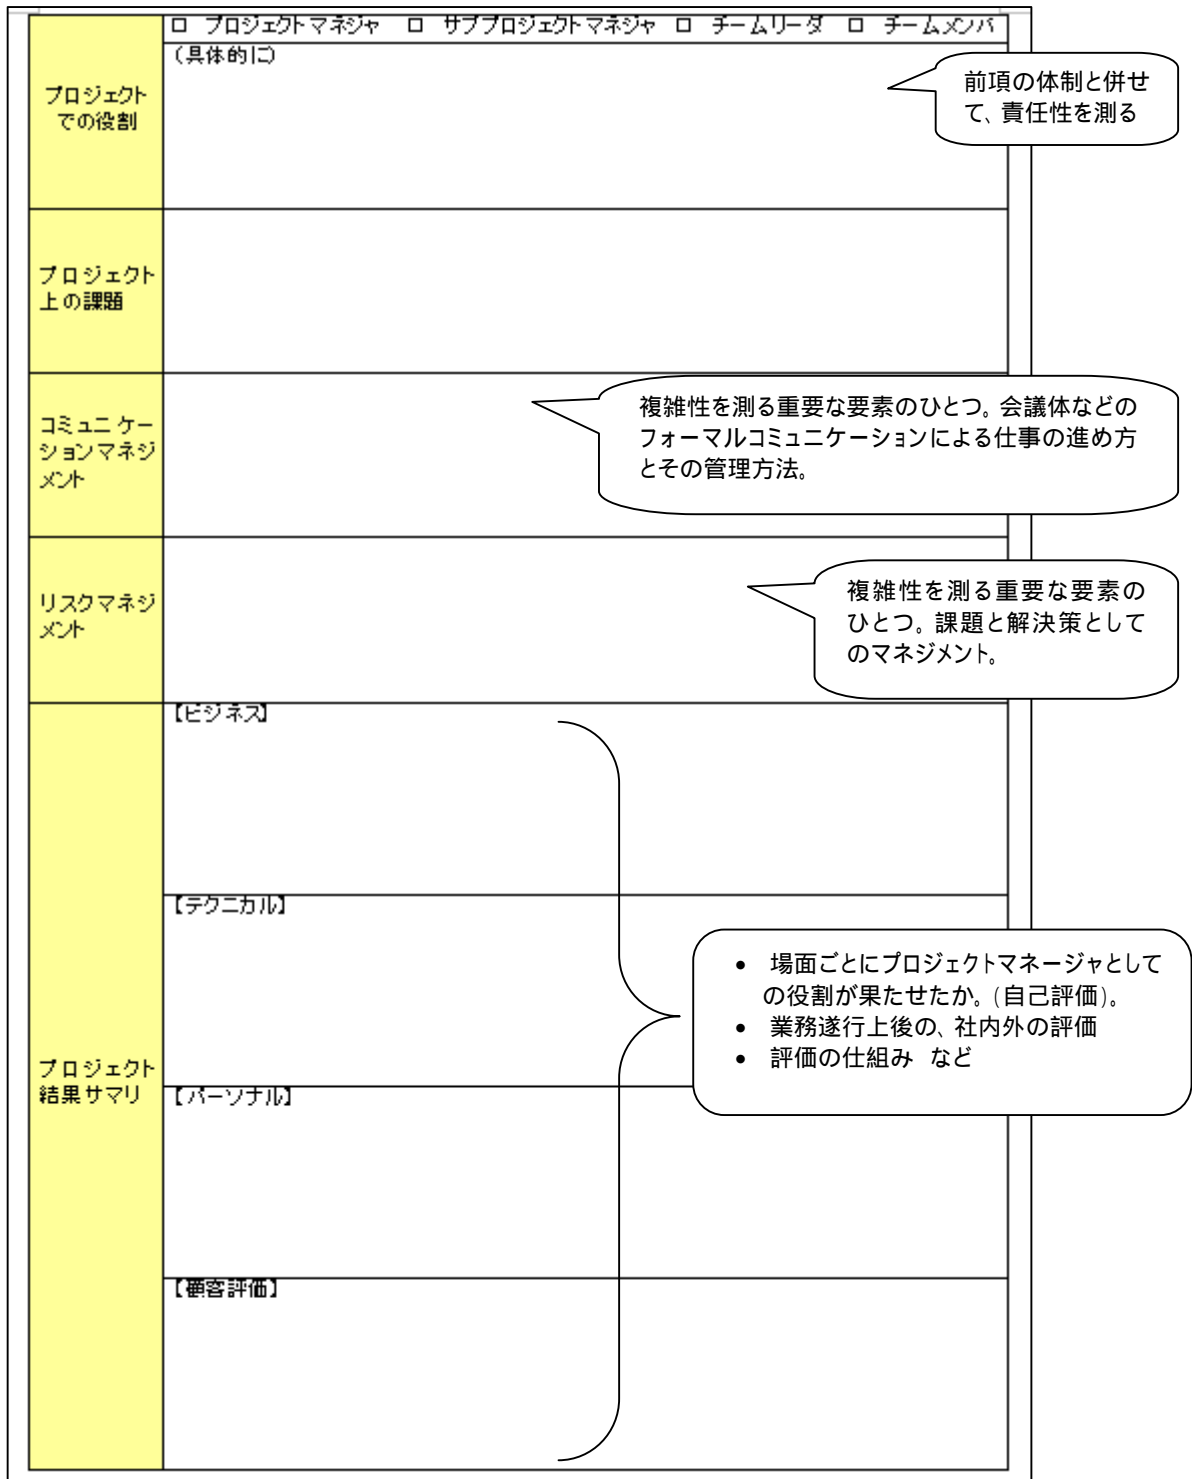 □ プロジェクトマネジャ □ サブプロジェクトマネジャ □ チームリーダ □ チームメンバ
(具体的に)
プロジェクト
での役割
前項の体制と併せ
て、責任性を測る
プロジェクト
上の課題
コミュニケー
ションマネジ
メント
複雑性を測る重要な要素のひとつ。会議体などの
フォーマルコミュニケーションによる仕事の進め方
とその管理方法。
リスクマネジ
メント
複雑性を測る重要な要素の
ひとつ。課題と解決策として
のマネジメント。
プロジェクト
結果サマリ
【ビジネス】
【テクニカル】
• 場面ごとにプロジェクトマネージャとして
の役割が果たせたか。(自己評価)。
• 業務遂行上後の、社内外の評価
• 評価の仕組み など
【パーソナル】
【顧客評価】